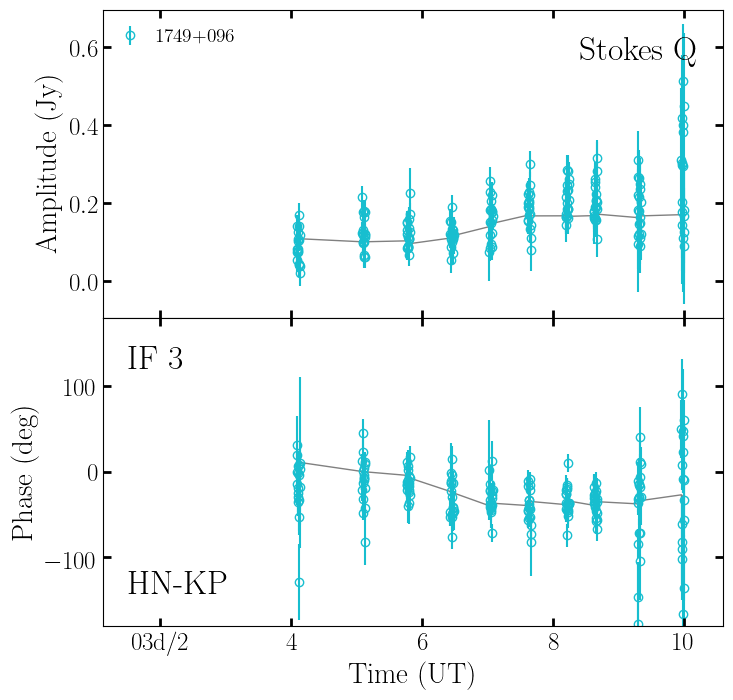 1749+096
Stokes Q
Amplitude (Jy)
0.6
0.4
0.2
0.0
IF 3
HN-KP
Phase (deg)
100
0
−100
03d/2
4
6
8
10
Time (UT)